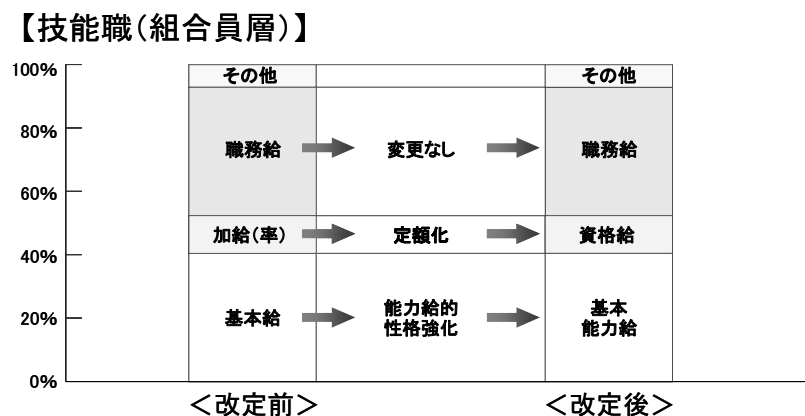 【技能職（組合員層）】
100%
その他
その他
80%
職務給
変更なし
職務給
60%
加給（率）
定額化
資格給
40%
基本給
能力給的
性格強化
基本
能力給
20%
0%
＜改定前＞
＜改定後＞